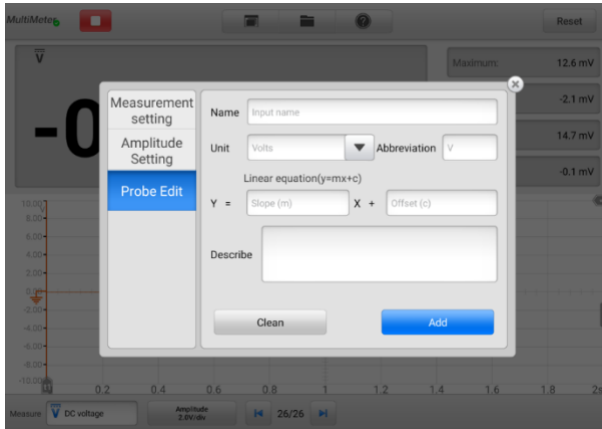 MultiMeter
Reset
V
Maximum: 12.6 mV
-2.1 mV
14.7 mV
-0.1 mV
-0
Measurement
setting
Amplitude
Setting
Probe Edit
Name Input name
Unit Volts Abbreviation V
Linear equation(y=mx+c)
Y = Slope (m) X + Offset (c)
Describe
Clean Add
10.00
8.00
6.00
4.00
2.00
-2.00
-4.00
-6.00
-8.00
-10.00
0.2 0.4 0.6 0.8 1 1.2 1.4 1.6 1.8 2s
Measure V DC voltage
Amplitude
2.0V/div
26/26